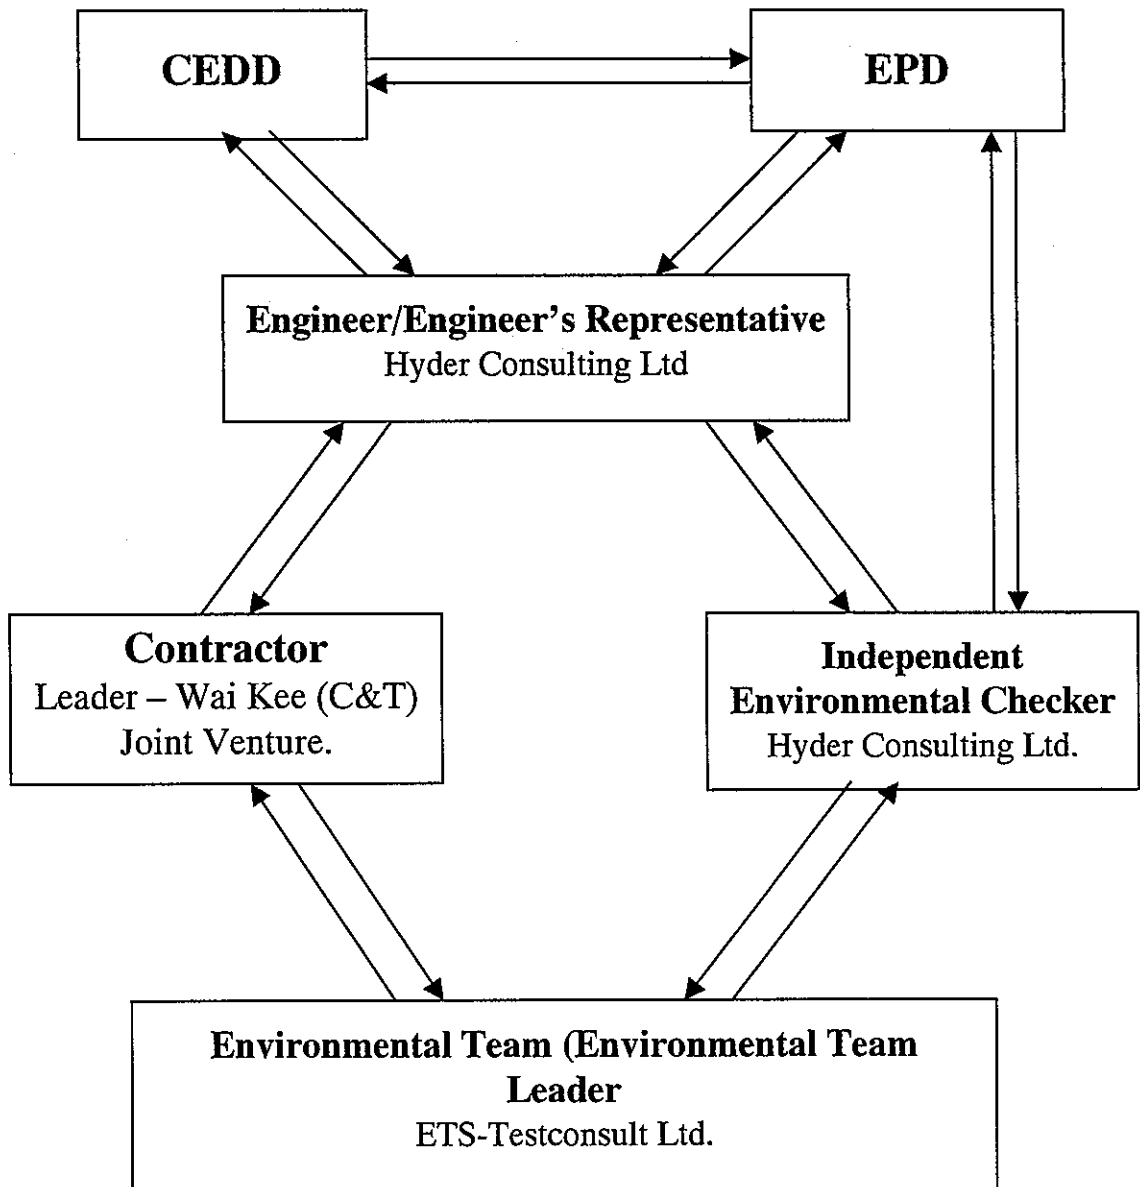 CEDD
EPD
Engineer/Engineer's Representative
Hyder Consulting Ltd
Contractor
Leader – Wai Kee (C&T)
Joint Venture.
Independent
Environmental Checker
Hyder Consulting Ltd.
Environmental Team (Environmental Team
Leader
ETS-Testconsult Ltd.